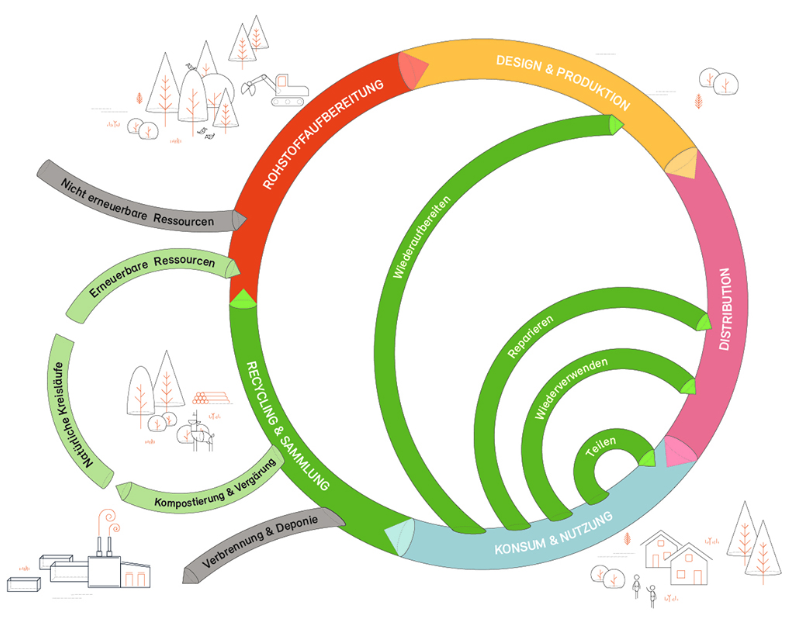 DESIGN & PRODUKTION
ROHSTOFFAUFBEREITUNG
Nicht erneuerbare Ressourcen
Wiederaufbereiten
Erneuerbare Ressourcen
DISTRIBUTION
Reparieren
Wiederverwenden
Natürliche Kreisläufe
RECYCLING & SAMMLUNG
Teilen
Kompostierung & Vergärung
KONSUM & NUTZUNG
Verbrennung & Deponie